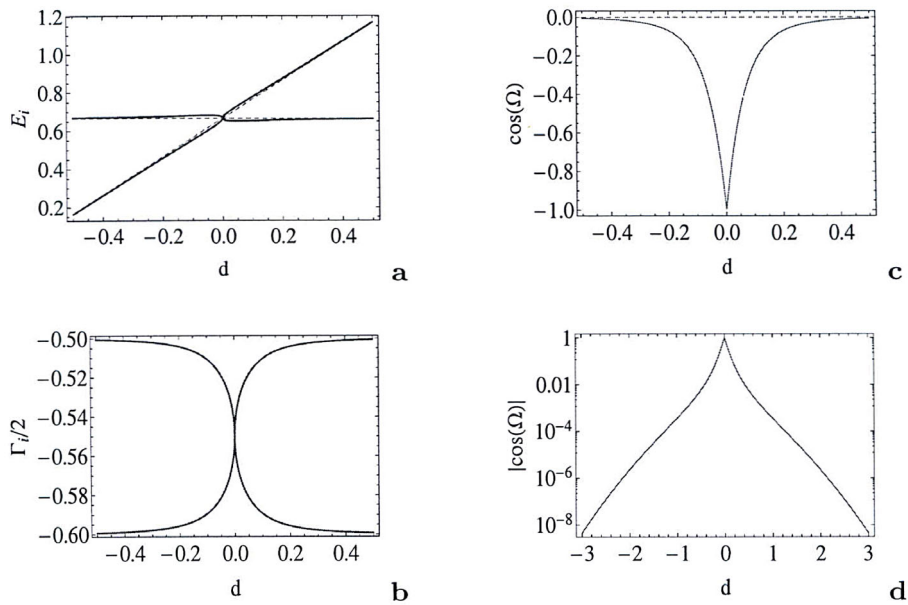 1.2
1.0
0.8
0.6
0.4
0.2
E_i
−0.4 −0.2 0.0 0.2 0.4
d
a
0.0
−0.2
−0.4
−0.6
−0.8
−1.0
cos(Ω)
−0.4 −0.2 0.0 0.2 0.4
d
c
−0.50
−0.52
−0.54
−0.56
−0.58
−0.60
Γ_i/2
−0.4 −0.2 0.0 0.2 0.4
d
b
1
0.01
10^−4
10^−6
10^−8
|cos(Ω)|
−3 −2 −1 0 1 2 3
d
d